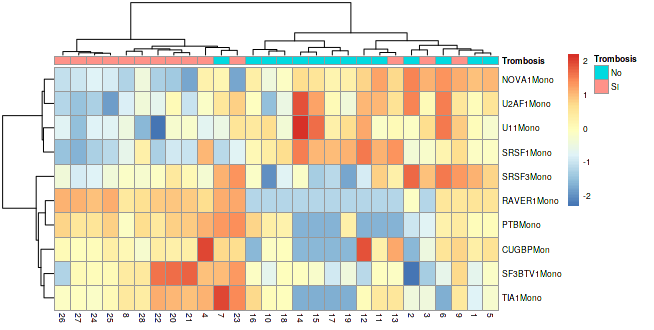 Trombosis
NOVA1Mono
U2AF1Mono
U11Mono
SRSF1Mono
SRSF3Mono
RAVER1Mono
PTBMono
CUGBPMon
SF3BTV1Mono
TIA1Mono
26 27 24 25 8 28 22 20 21 4 7 23 16 10 18 14 15 17 19 12 11 13 2 3 6 9 1 5
2
1
0
-1
-2
Trombosis
No
SI